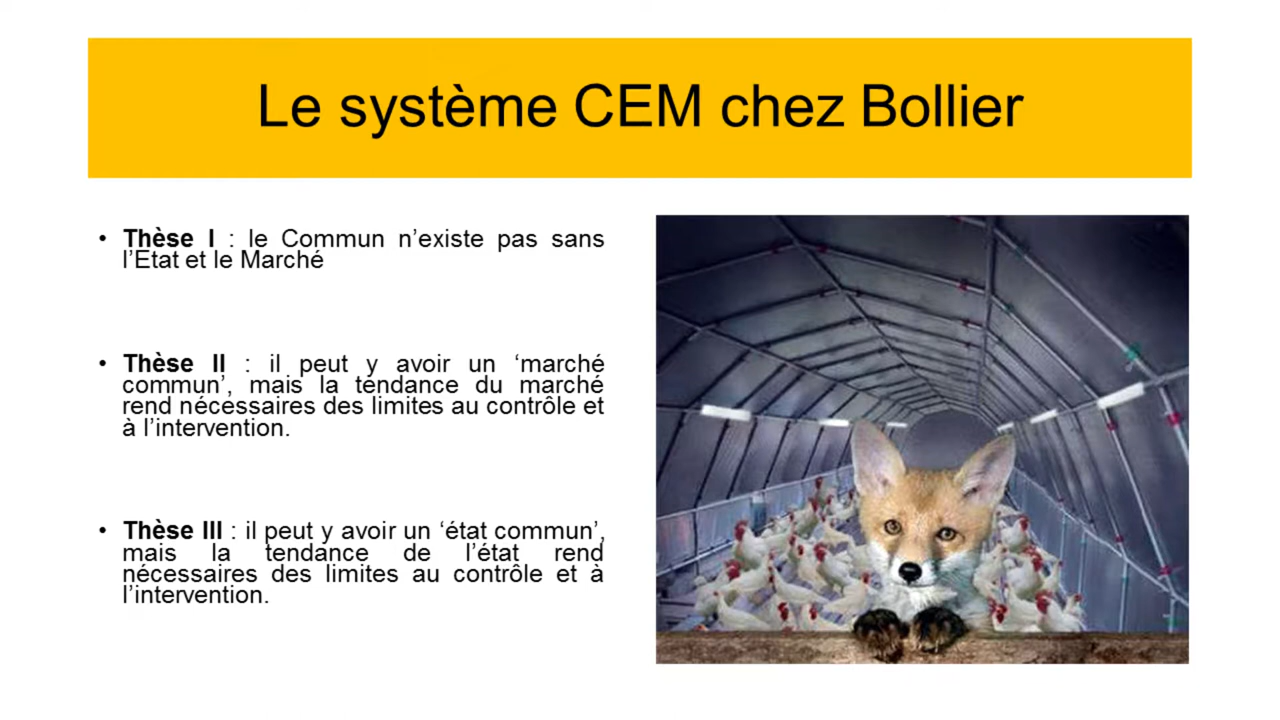 Le système CEM chez Bollier
• Thèse I : le Commun n’existe pas sans
l’Etat et le Marché
• Thèse II : il peut y avoir un ‘marché
commun’, mais la tendance du marché
rend nécessaires des limites au contrôle et
à l’intervention.
• Thèse III : il peut y avoir un ‘état commun’,
mais la tendance de l’état rend
nécessaires des limites au contrôle et à
l’intervention.